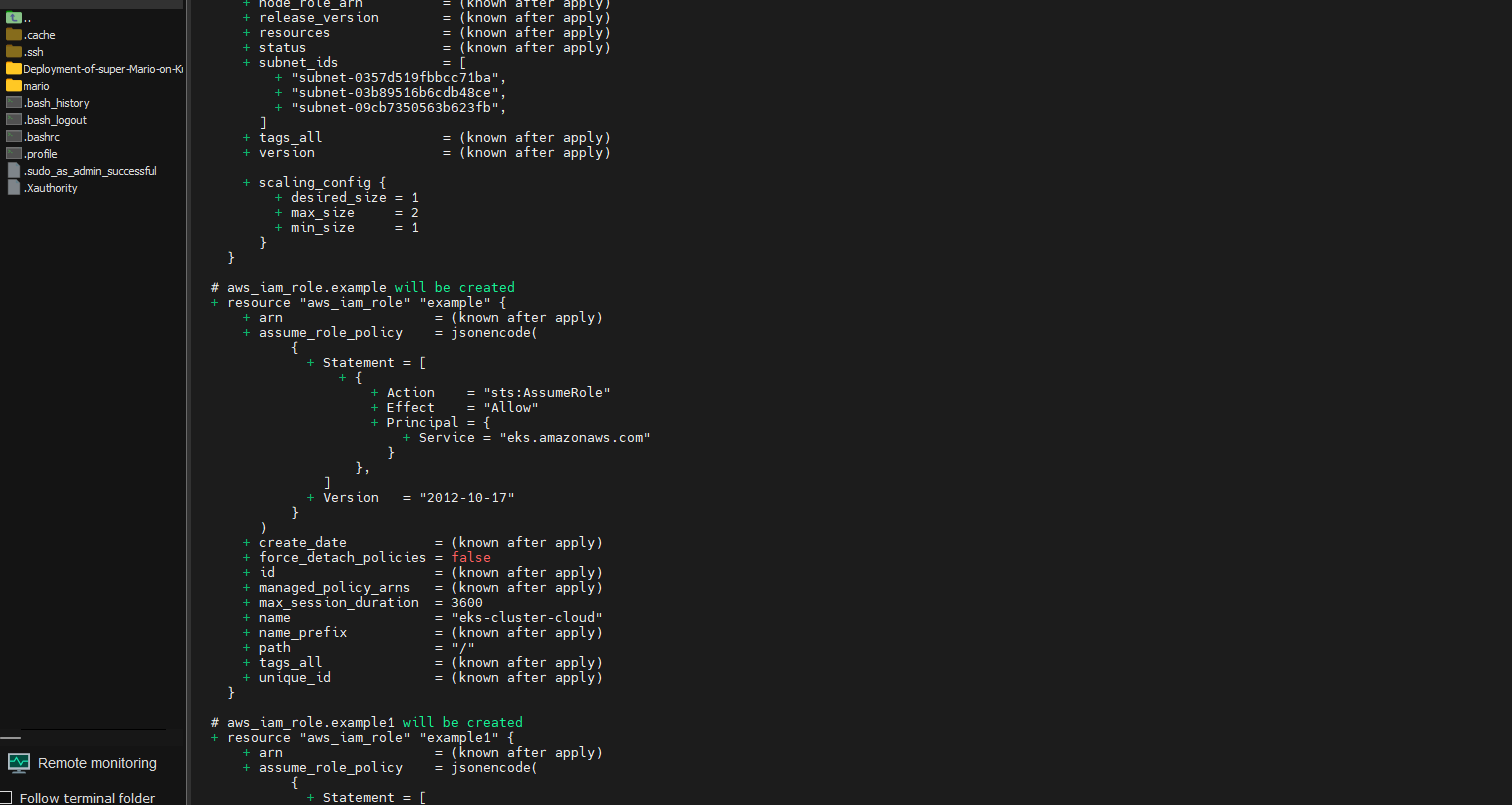 ..
.cache
.ssh
Deployment-of-super-Mario-on-Ku
mario
.bash_history
.bash_logout
.bashrc
.profile
.sudo_as_admin_successful
.Xauthority
Remote monitoring
Follow terminal folder
+ node_role_arn = (known after apply)
+ release_version = (known after apply)
+ resources = (known after apply)
+ status = (known after apply)
+ subnet_ids = [
+ "subnet-0357d519fbbcc71ba",
+ "subnet-03b89516b6cdb48ce",
+ "subnet-09cb7350563b623fb",
]
+ tags_all = (known after apply)
+ version = (known after apply)
+ scaling_config {
+ desired_size = 1
+ max_size = 2
+ min_size = 1
}
}
# aws_iam_role.example will be created
+ resource "aws_iam_role" "example" {
+ arn = (known after apply)
+ assume_role_policy = jsonencode(
{
+ Statement = [
+ {
+ Action = "sts:AssumeRole"
+ Effect = "Allow"
+ Principal = {
+ Service = "eks.amazonaws.com"
}
},
]
+ Version = "2012-10-17"
}
)
+ create_date = (known after apply)
+ force_detach_policies = false
+ id = (known after apply)
+ managed_policy_arns = (known after apply)
+ max_session_duration = 3600
+ name = "eks-cluster-cloud"
+ name_prefix = (known after apply)
+ path = "/"
+ tags_all = (known after apply)
+ unique_id = (known after apply)
}
# aws_iam_role.example1 will be created
+ resource "aws_iam_role" "example1" {
+ arn = (known after apply)
+ assume_role_policy = jsonencode(
{
+ Statement = [